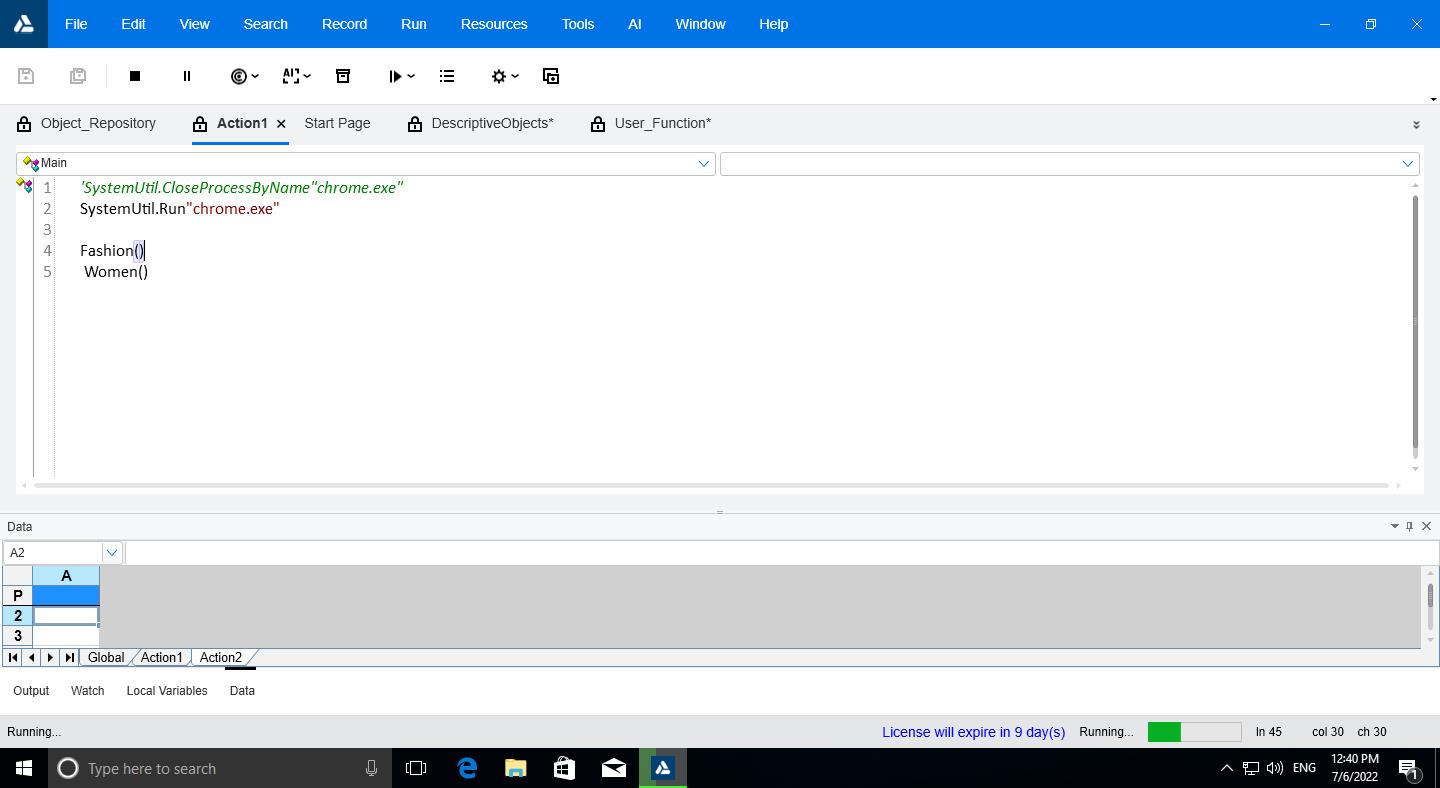 File Edit View Search Record Run Resources Tools AI Window Help
Object_Repository Action1 Start Page DescriptiveObjects* User_Function*
Main
1 'SystemUtil.CloseProcessByName"chrome.exe"
2 SystemUtil.Run"chrome.exe"
3
4 Fashion()
5 Women()
Data
A2
A
P
2
3
Global Action1 Action2
Output Watch Local Variables Data
Running... License will expire in 9 day(s) Running... ln 45 col 30 ch 30
Type here to search ENG 12:40 PM
7/6/2022 1